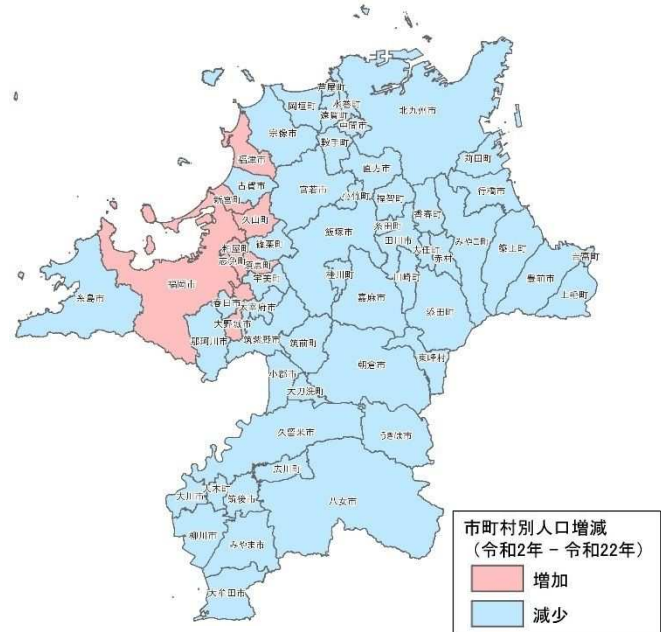 芦屋町
水巻町
岡垣町
遠賀町
北九州市
中間市
宗像市
鞍手町
福津市
直方市
苅田町
古賀市
宮若市
小竹町
福智町
行橋市
新宮町
香春町
久山町
糸田町
飯塚市
田川市
みやこ町
粕屋町
篠栗町
大任町
築上町
吉富町
志免町
赤村
須恵町
豊前市
宇美町
桂川町
川崎町
上毛町
福岡市
糸島市
嘉麻市
春日市
太宰府市
添田町
大野城市
那珂川市
筑紫野市
筑前町
東峰村
朝倉市
小郡市
大刀洗町
久留米市
うきは市
広川町
大木町
大川市
筑後市
八女市
柳川市
みやま市
大牟田市
市町村別人口増減
(令和2年－令和22年)
増加
減少